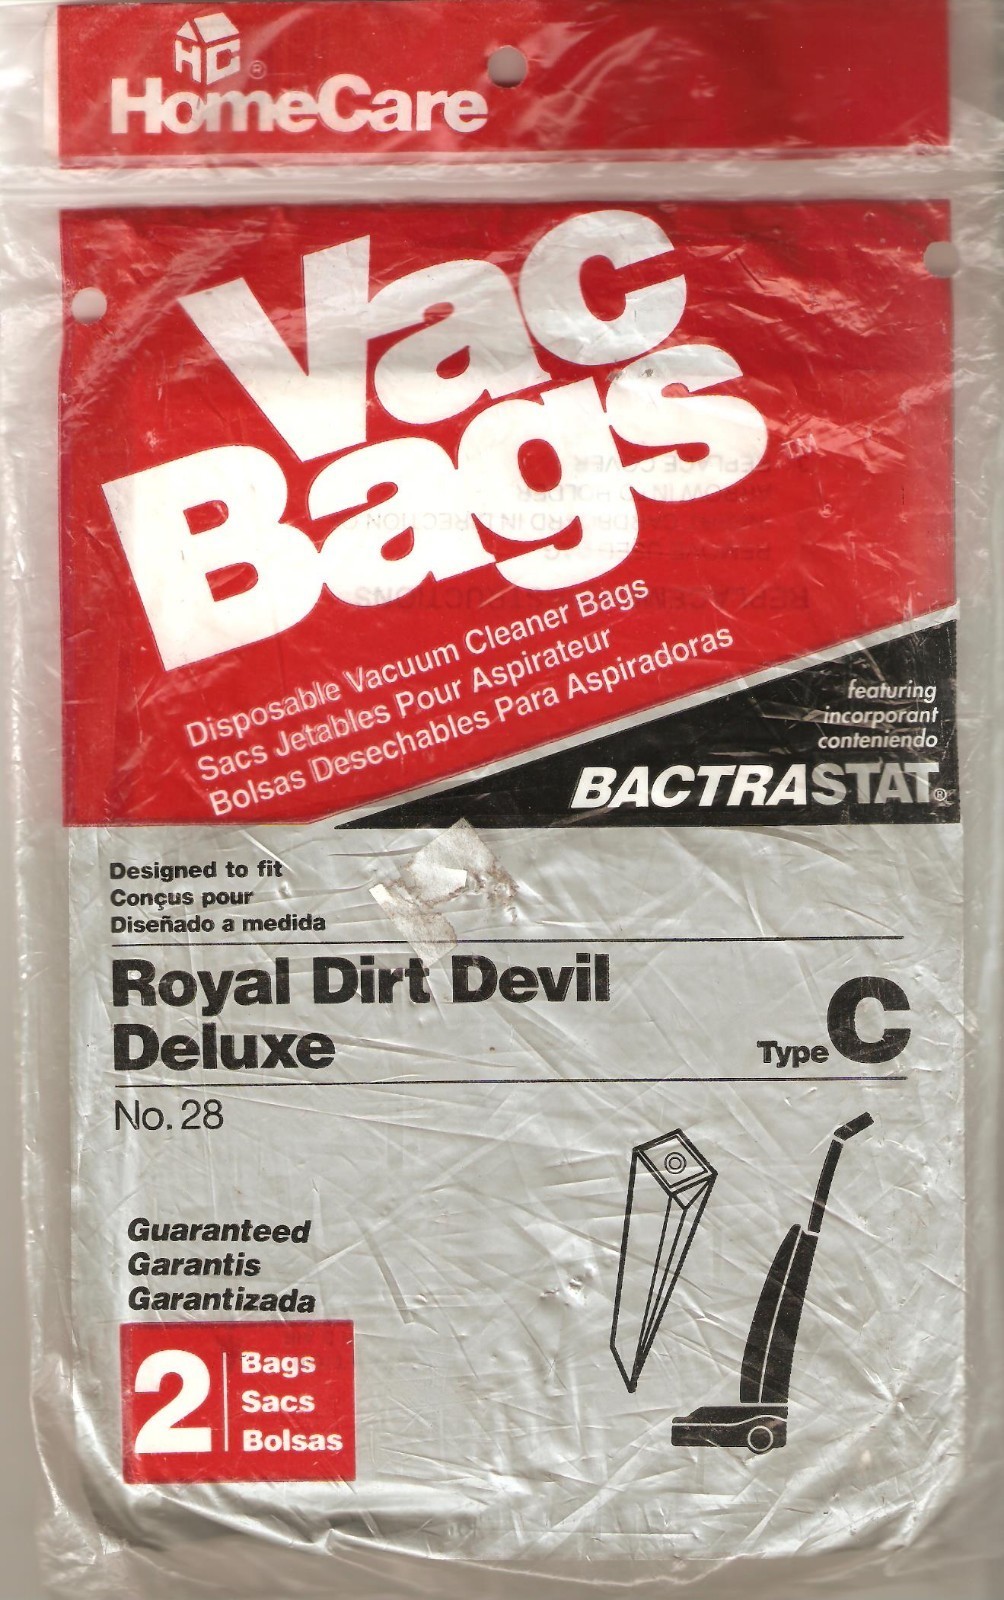 HC®
HomeCare
Vac
Bags™
Disposable Vacuum Cleaner Bags
Sacs Jetables Pour Aspirateur
Bolsas Desechables Para Aspiradoras
featuring
incorporant
conteniendo
BACTRASTAT®
Designed to fit
Conçus pour
Diseñado a medida
Royal Dirt Devil
Deluxe
Type C
No. 28
Guaranteed
Garantis
Garantizada
2
Bags
Sacs
Bolsas